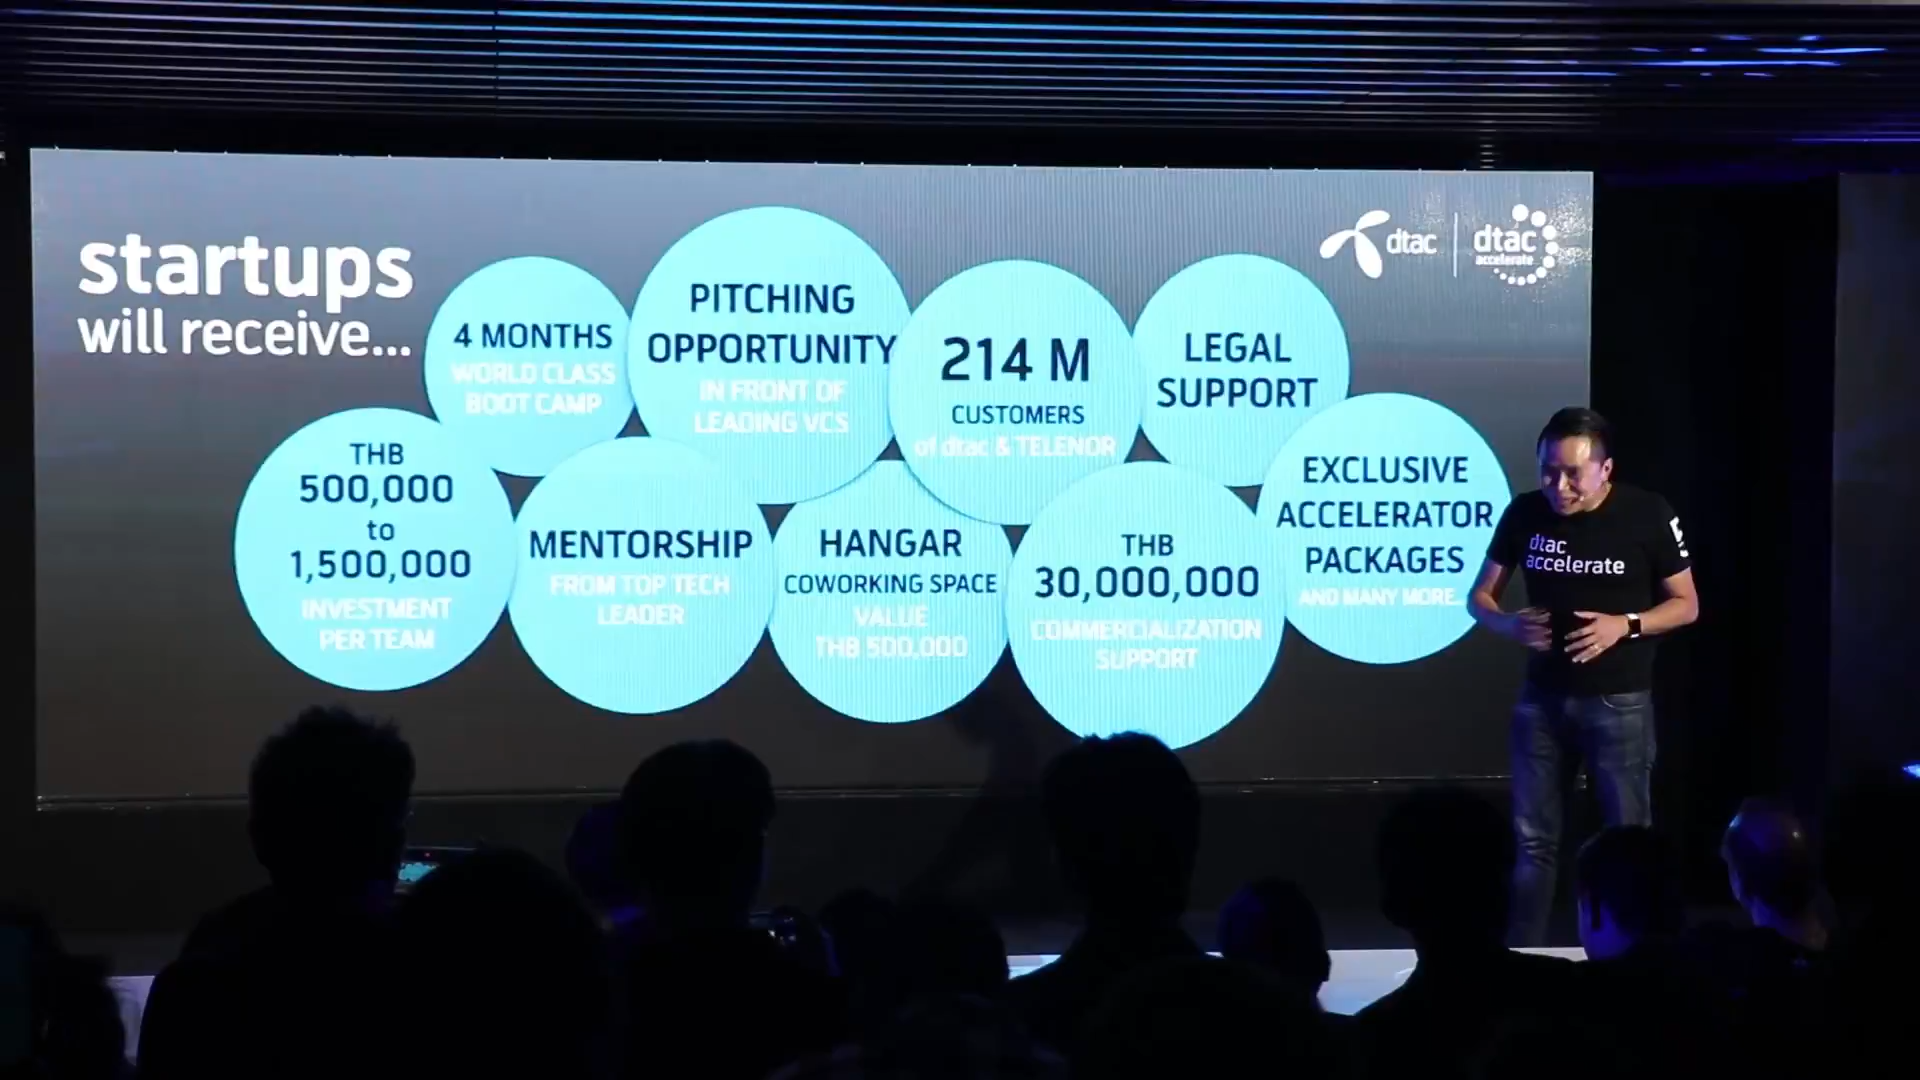 startups
will receive...
dtac
dtac
accelerate
4 MONTHS
WORLD CLASS
BOOT CAMP
PITCHING
OPPORTUNITY
IN FRONT OF
LEADING VCS
214 M
CUSTOMERS
of dtac & TELENOR
LEGAL
SUPPORT
THB
500,000
to
1,500,000
INVESTMENT
PER TEAM
MENTORSHIP
FROM TOP TECH
LEADER
HANGAR
COWORKING SPACE
VALUE
THB 500,000
THB
30,000,000
COMMERCIALIZATION
SUPPORT
EXCLUSIVE
ACCELERATOR
PACKAGES
AND MANY MORE..
dtac
accelerate